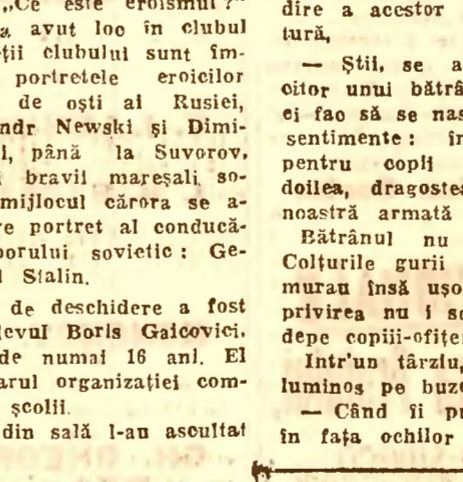 „Ce este eroismul?"
a avut loc în clubul
ții clubului sunt îm-
portretele eroicilor
de oști al Rusiei,
ndr Newski și Dimi-
l, până la Suvorov,
bravii mareșali so-
mijlocul cărora se a-
re portret al conducă-
porului sovietic : Ge-
l Stalin.
de deschidere a fost
levul Boris Gaicovici,
de numai 16 ani. El
arul organizației com-
școlii.
din sală l-au ascultat
dire a acestor
tură,
— Știi, se a
citor unui bătrâ
ei fac să se nas
sentimente : în
pentru copii
doilea, dragostea
noastră armată
Bătrânul nu
Colțurile gurii
murau însă ușo
privirea nu i se
depe copiii-ofițe
Intr'un târziu,
luminos pe buze
— Când îi pr
în fața ochilor